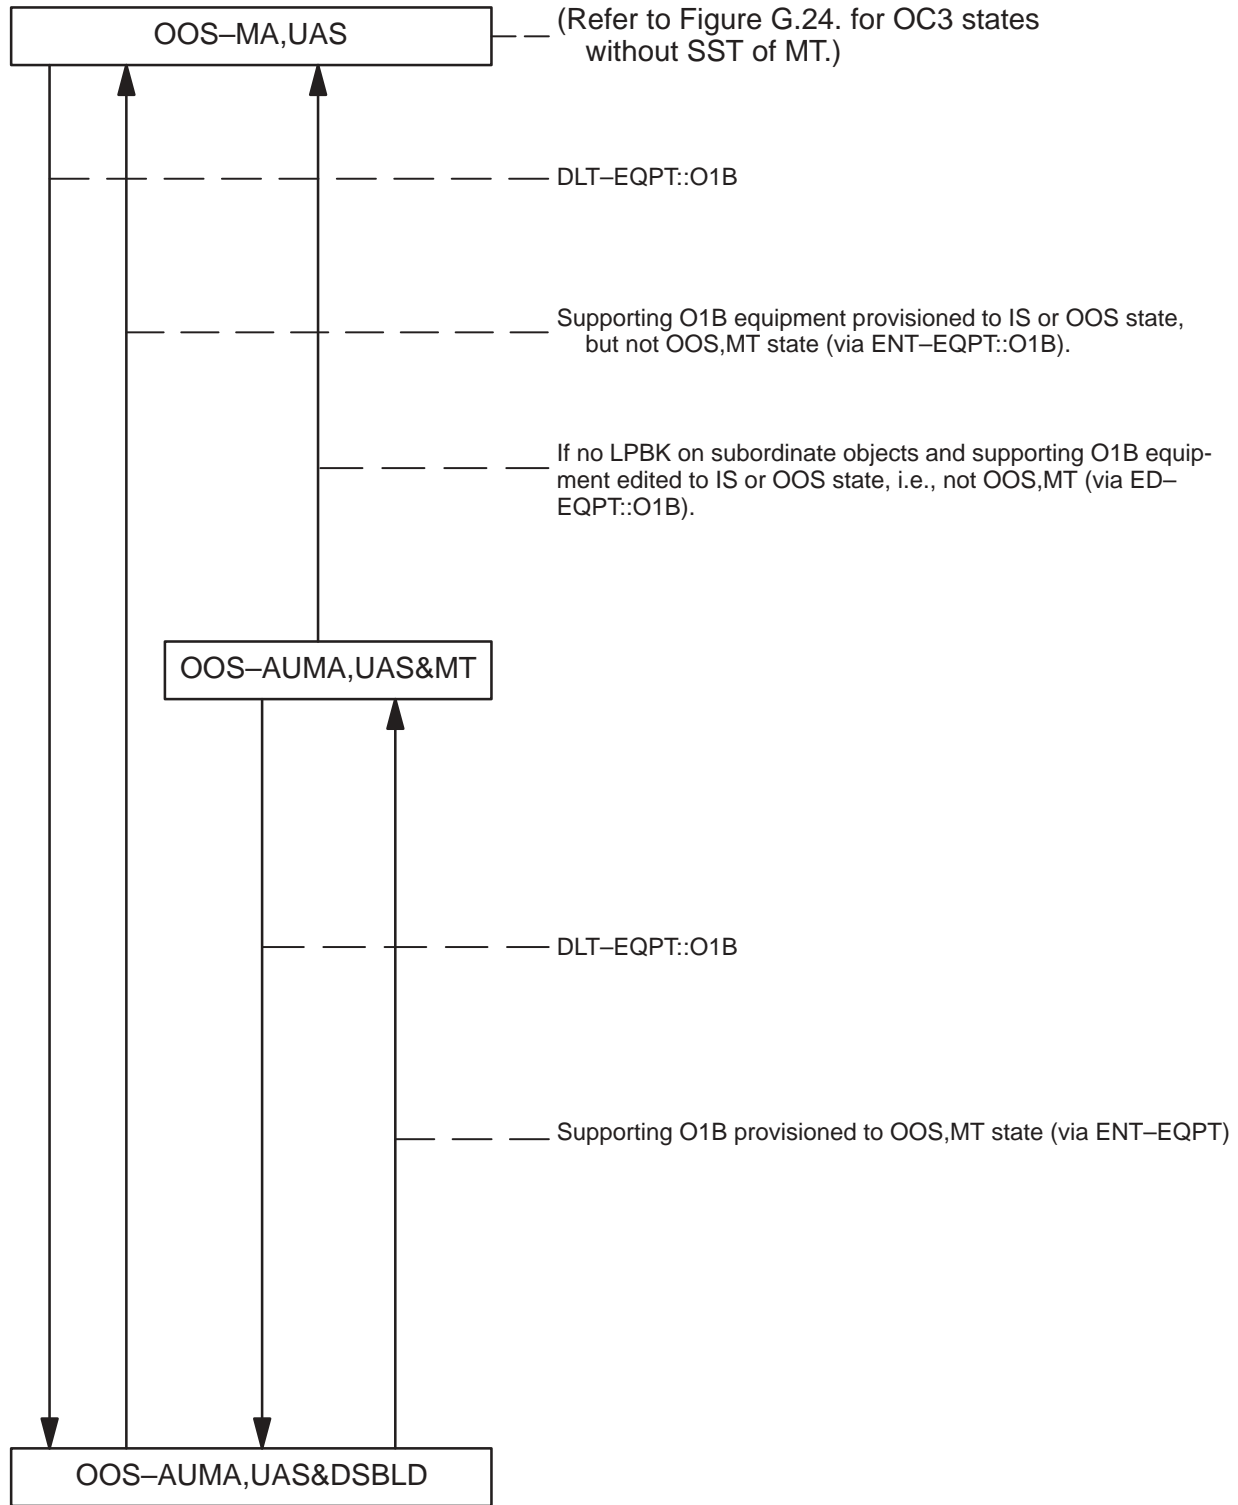 OOS–MA,UAS
(Refer to Figure G.24. for OC3 states
without SST of MT.)
DLT–EQPT::O1B
Supporting O1B equipment provisioned to IS or OOS state,
but not OOS,MT state (via ENT–EQPT::O1B).
If no LPBK on subordinate objects and supporting O1B equip-
ment edited to IS or OOS state, i.e., not OOS,MT (via ED–
EQPT::O1B).
OOS–AUMA,UAS&MT
DLT–EQPT::O1B
Supporting O1B provisioned to OOS,MT state (via ENT–EQPT)
OOS–AUMA,UAS&DSBLD